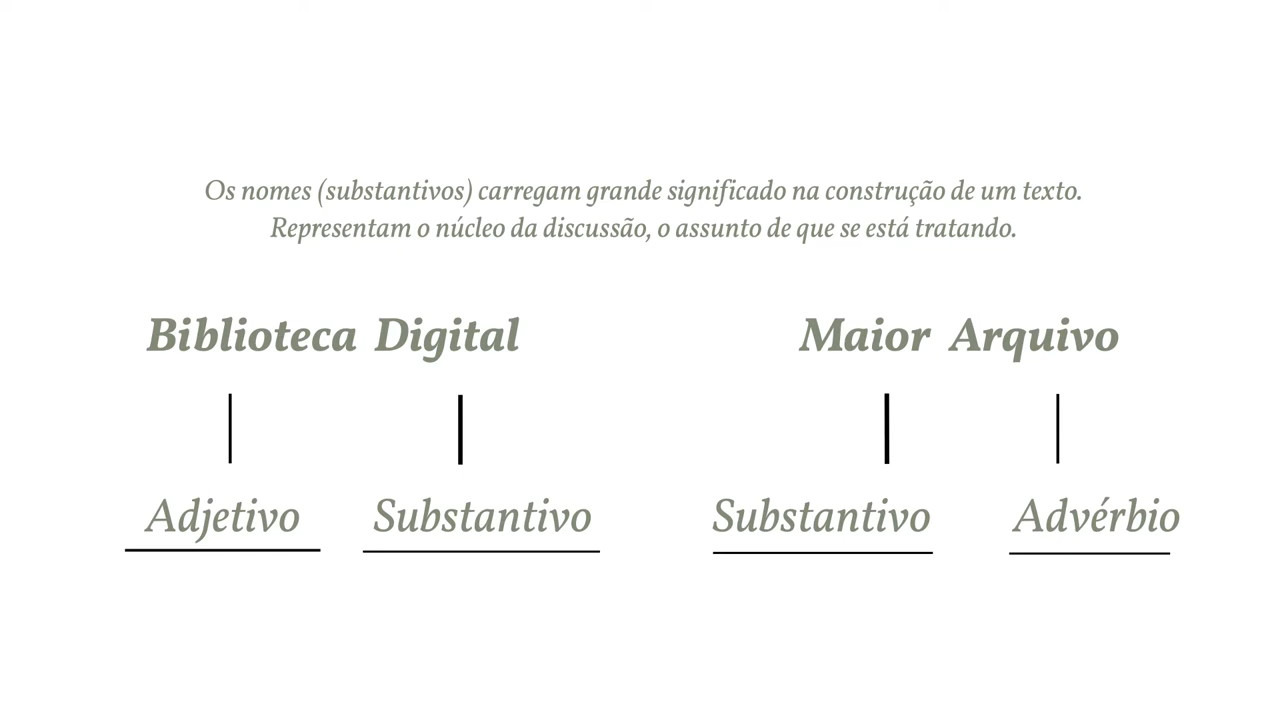 Os nomes (substantivos) carregam grande significado na construção de um texto.
Representam o núcleo da discussão, o assunto de que se está tratando.
Biblioteca Digital
Maior Arquivo
Adjetivo
Substantivo
Substantivo
Advérbio